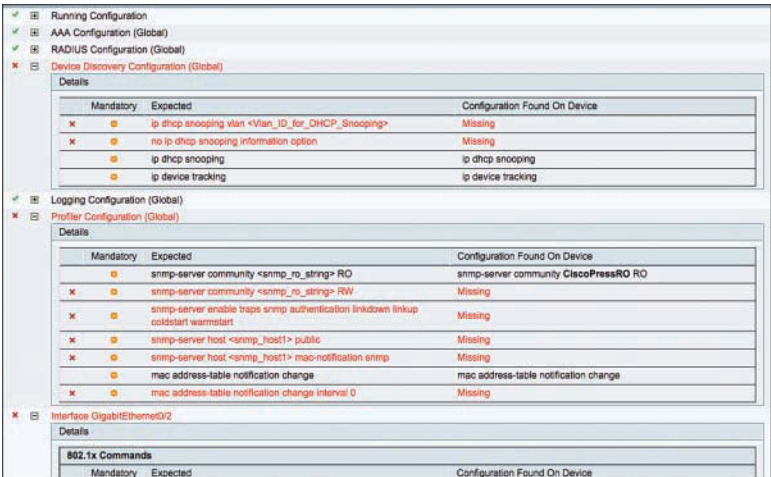 Running Configuration
AAA Configuration (Global)
RADIUS Configuration (Global)
Device Discovery Configuration (Global)
Details
Mandatory Expected Configuration Found On Device
ip dhcp snooping vlan <Vlan_ID_for_DHCP_Snooping> Missing
no ip dhcp snooping information option Missing
ip dhcp snooping ip dhcp snooping
ip device tracking ip device tracking
Logging Configuration (Global)
Profiler Configuration (Global)
Details
Mandatory Expected Configuration Found On Device
snmp-server community <snmp_ro_string> RO snmp-server community CiscoPressRO RO
snmp-server community <snmp_ro_string> RW Missing
snmp-server enable traps snmp authentication linkdown linkup
coldstart warmstart Missing
snmp-server host <snmp_host1> public Missing
snmp-server host <snmp_host1> mac-notification snmp Missing
mac address-table notification change mac address-table notification change
mac address-table notification change interval 0 Missing
Interface GigabitEthernet0/2
Details
802.1x Commands
Mandatory Expected Configuration Found On Device